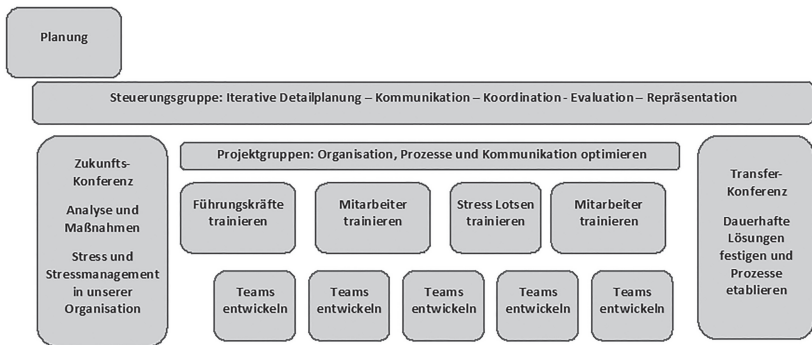 Planung
Steuerungsgruppe: Iterative Detailplanung – Kommunikation – Koordination - Evaluation – Repräsentation
Zukunfts-
Konferenz
Analyse und
Maßnahmen
Stress und
Stressmanagement
in unserer
Organisation
Projektgruppen: Organisation, Prozesse und Kommunikation optimieren
Führungskräfte
trainieren
Mitarbeiter
trainieren
Stress Lotsen
trainieren
Mitarbeiter
trainieren
Teams
entwickeln
Teams
entwickeln
Teams
entwickeln
Teams
entwickeln
Teams
entwickeln
Transfer-
Konferenz
Dauerhafte
Lösungen
festigen und
Prozesse
etablieren